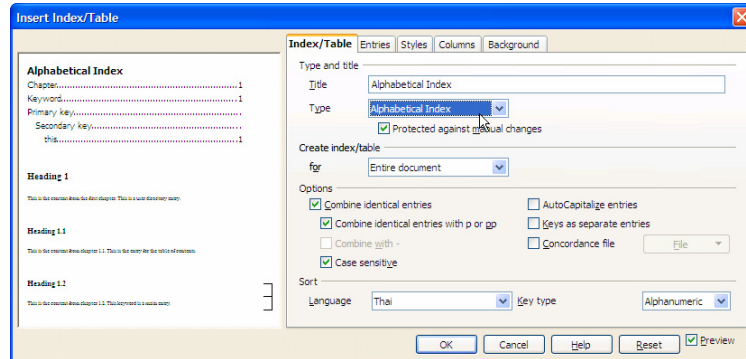 Insert Index/Table
Alphabetical Index
Chapter 1
Keyword 1
Primary key
Secondary key
this 1
Heading 1
This is the content from the first chapter. This is a user directory entry.
Heading 1.1
This is the content from chapter 1.1. This is the entry for the table of contents.
Heading 1.2
This is the content from chapter 1.2. This keyword is a main entry.
Index/Table Entries Styles Columns Background
Type and title
Title Alphabetical Index
Type Alphabetical Index
Protected against manual changes
Create index/table
for Entire document
Options
Combine identical entries AutoCapitalize entries
Combine identical entries with p or pp Keys as separate entries
Combine with - Concordance file File
Case sensitive
Sort
Language Thai Key type Alphanumeric
OK Cancel Help Reset Preview